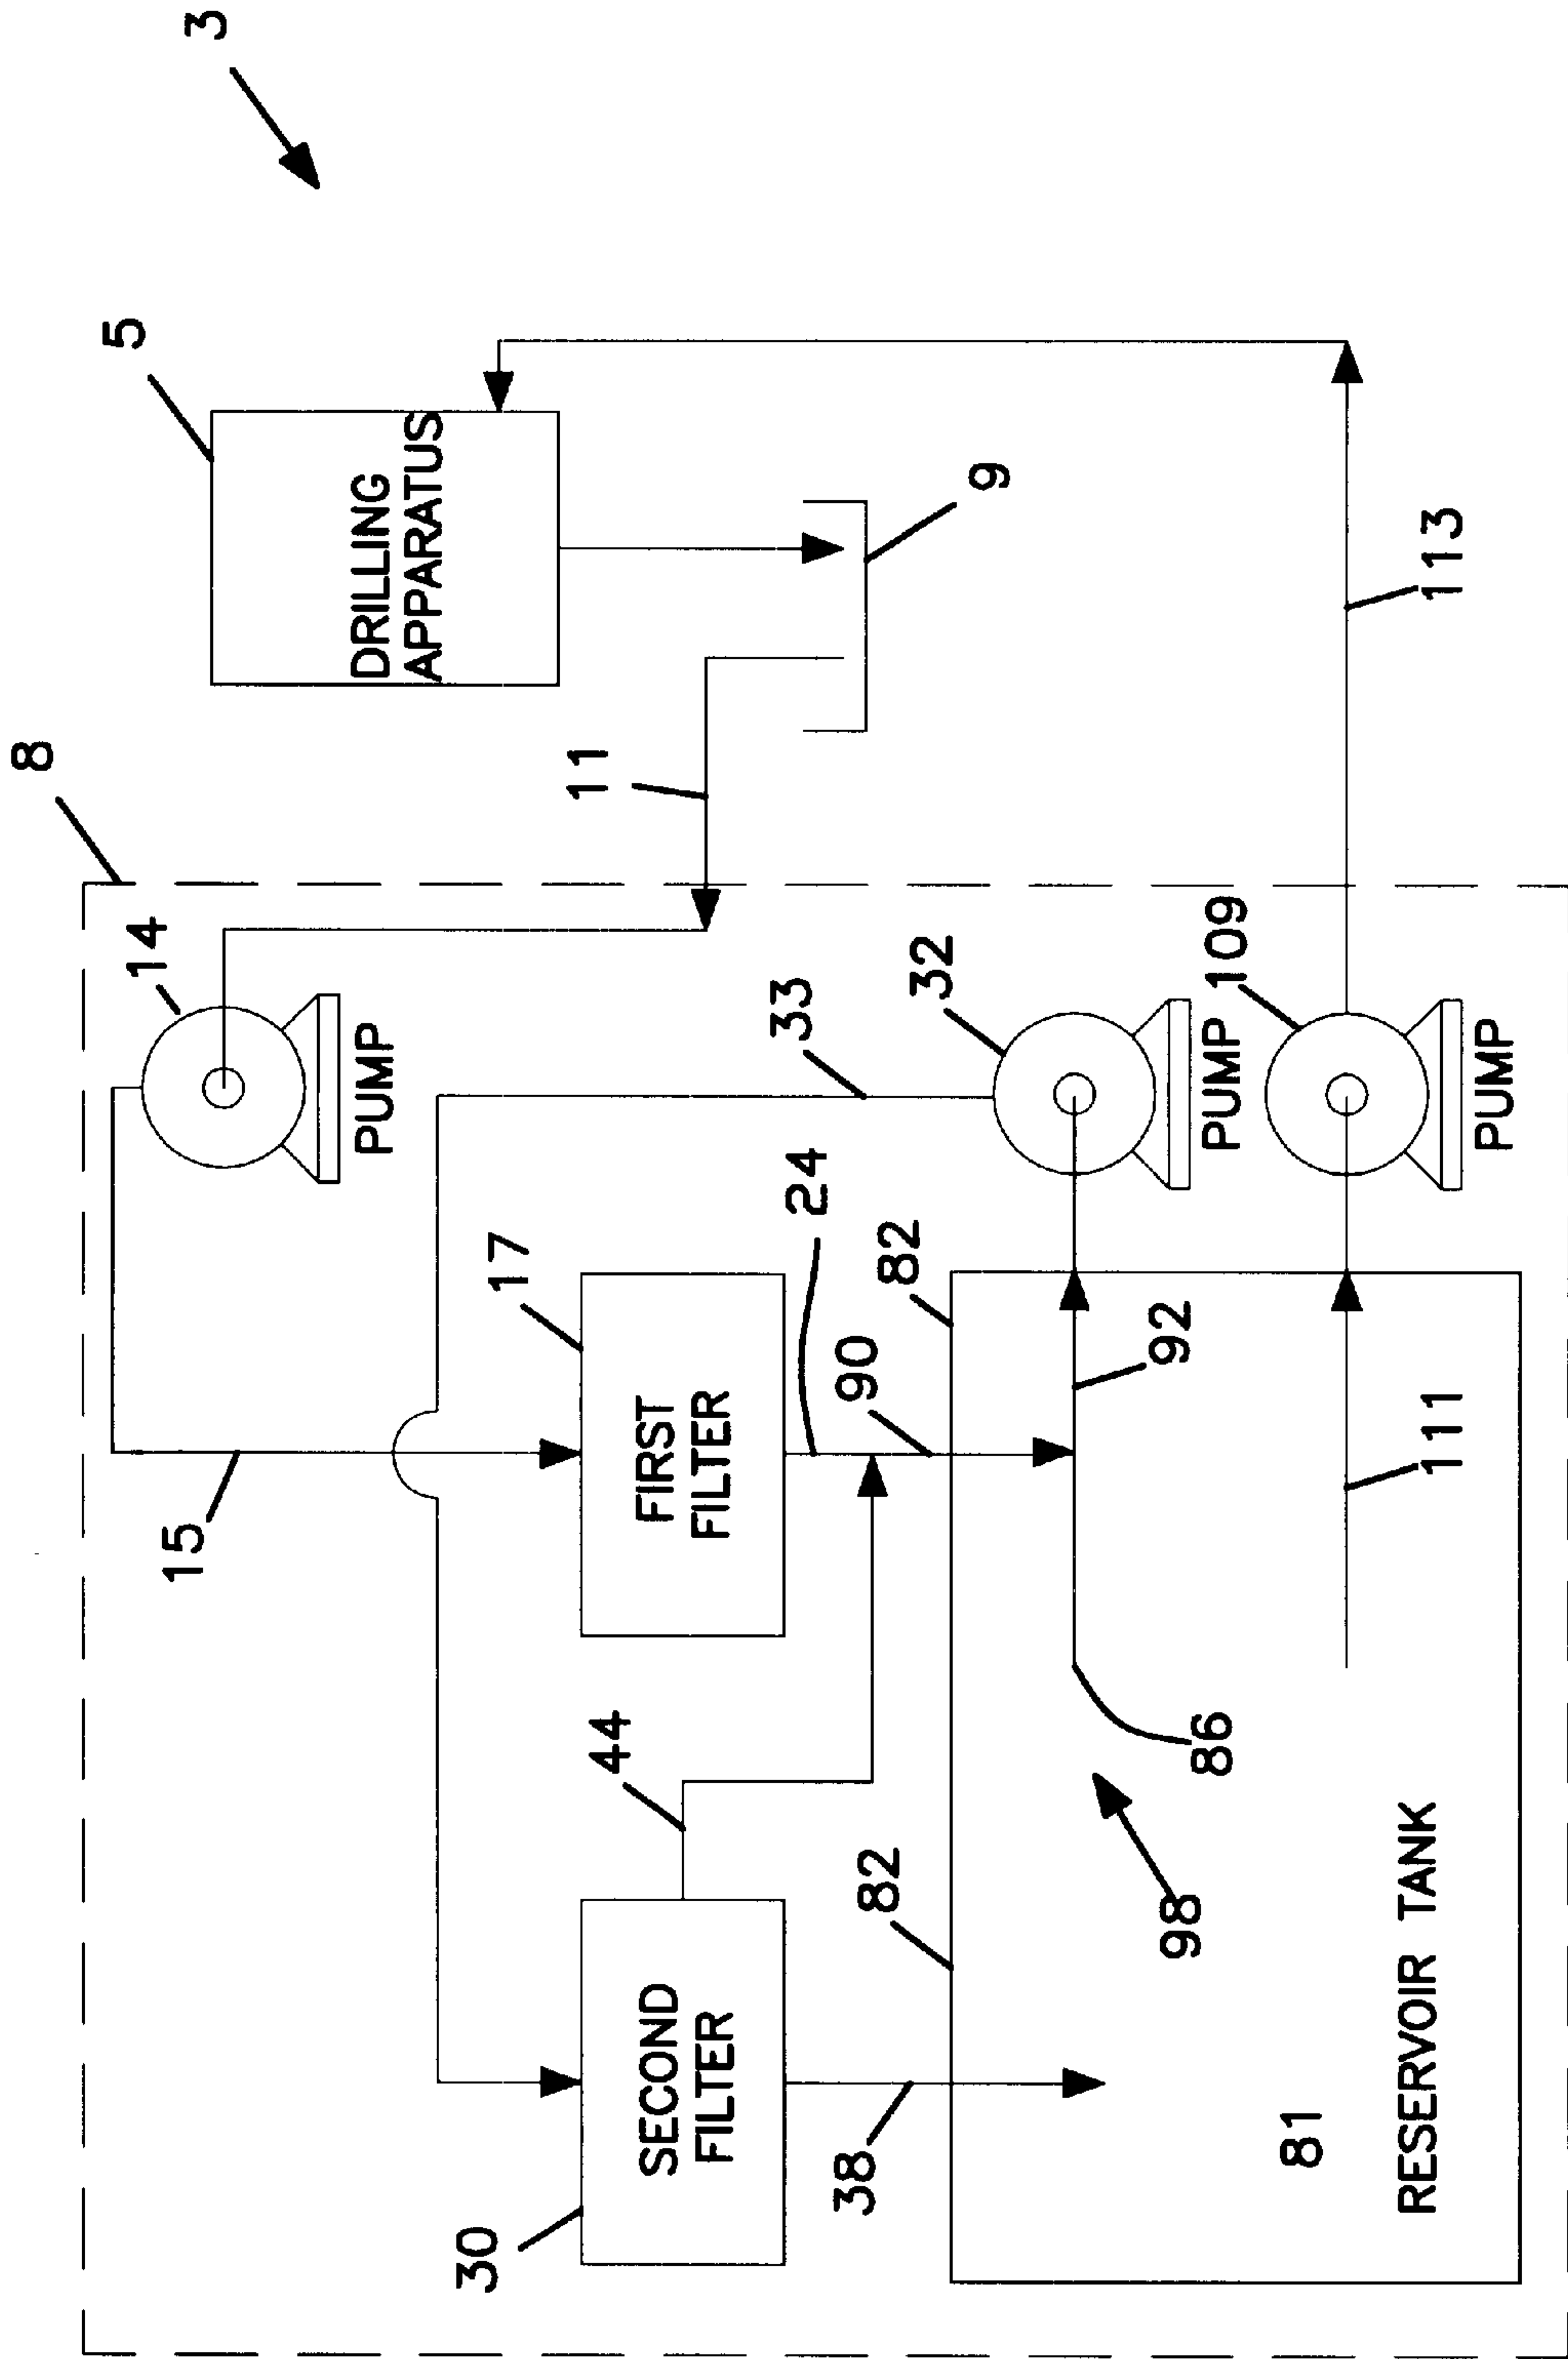 3
5
DRILLING
APPARATUS
8
9
11
14
PUMP
113
15
17
FIRST
FILTER
33
32
PUMP
24
90
82
109
PUMP
92
44
30
SECOND
FILTER
38
82
86
98
111
81
RESERVOIR TANK